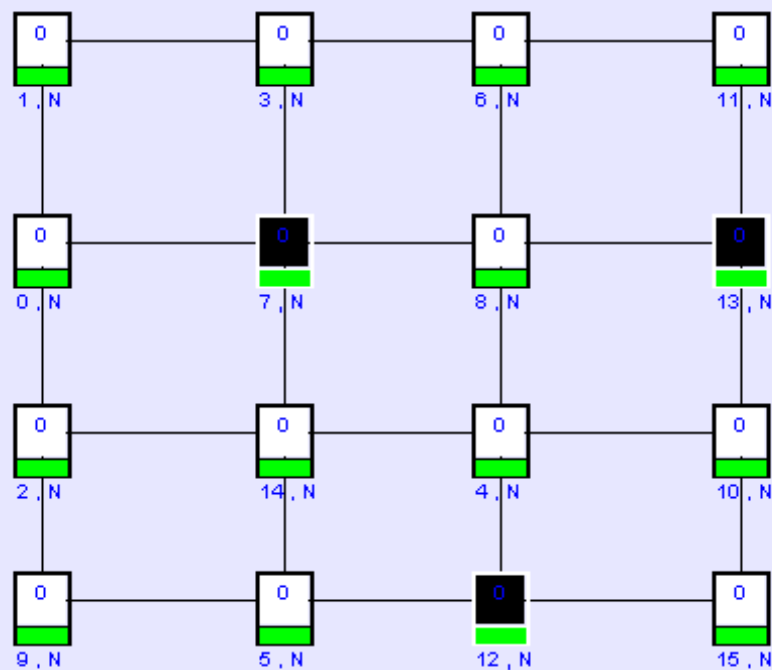 0 0 0 0
1 , N 3 , N 6 , N 11 , N
0 0 0 0
0 , N 7 , N 8 , N 13 , N
0 0 0 0
2 , N 14 , N 4 , N 10 , N
0 0 0 0
9 , N 5 , N 12 , N 15 , N